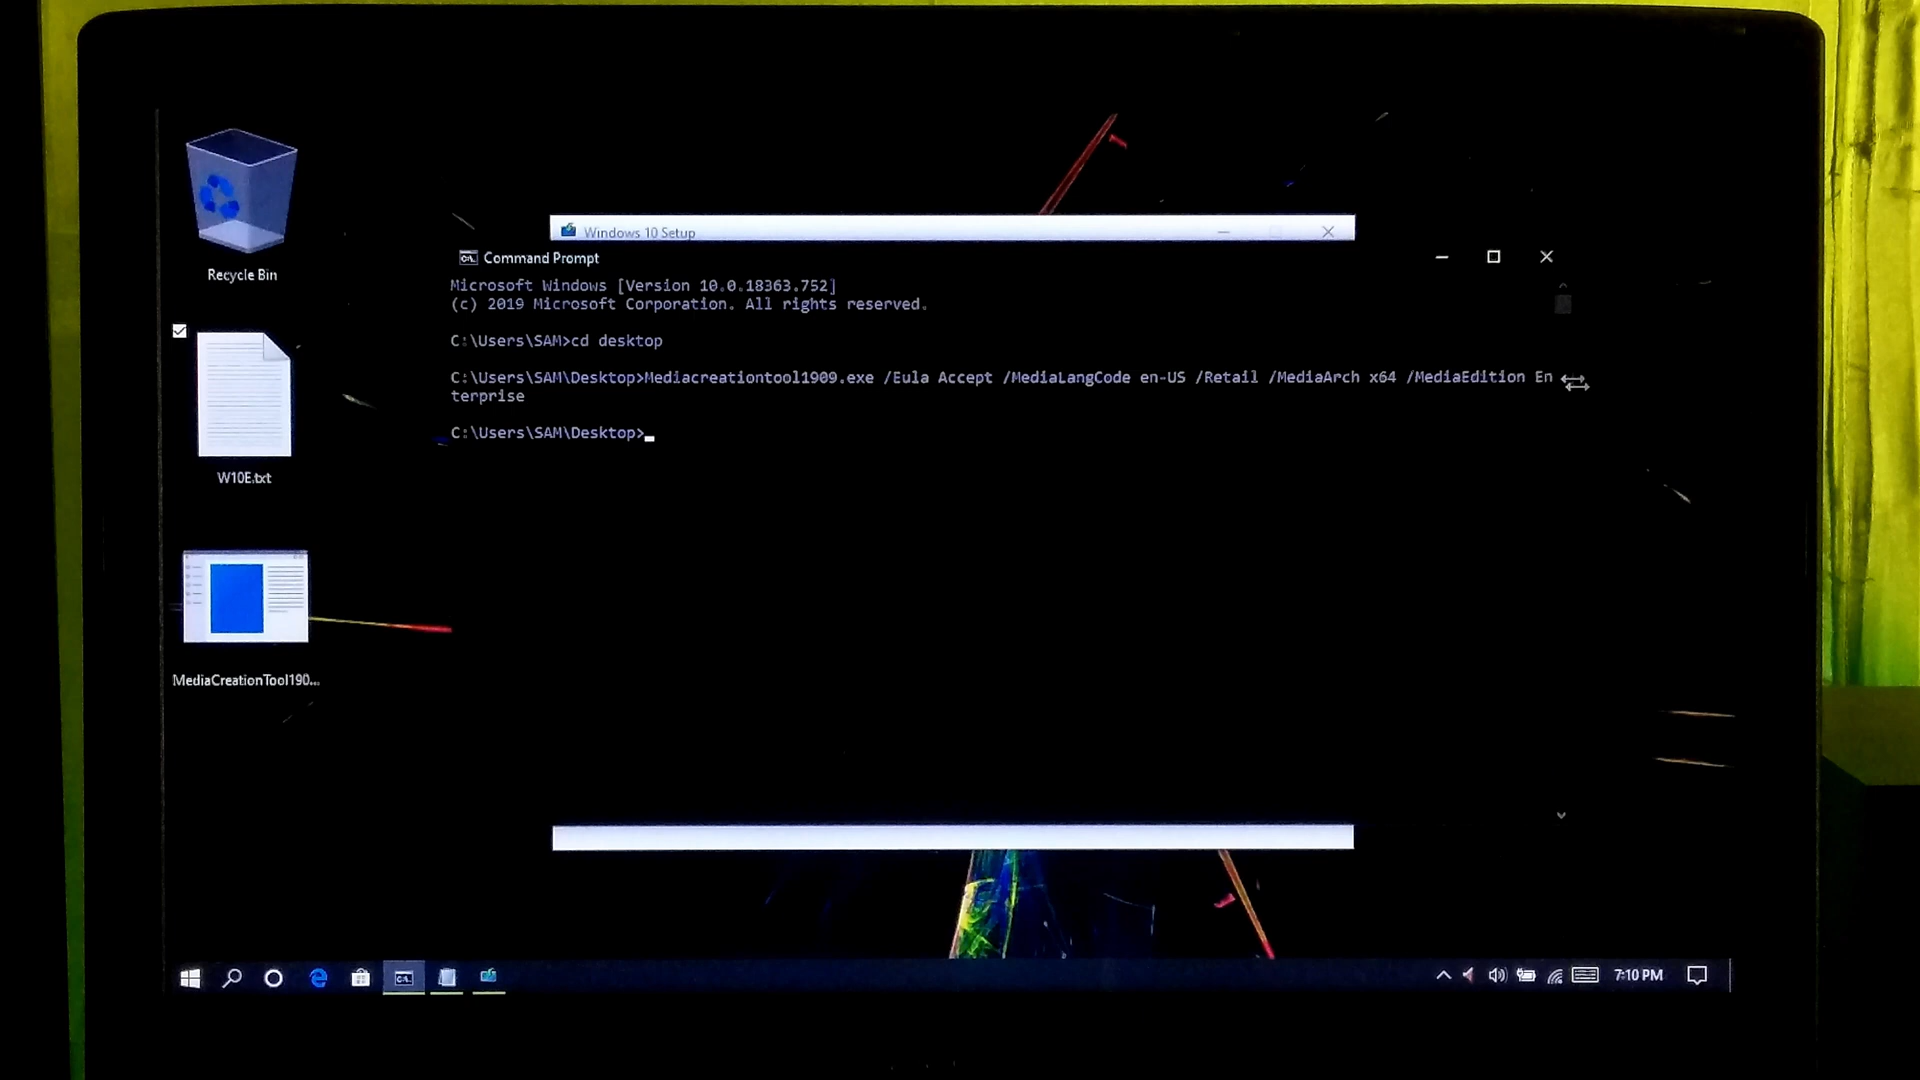 Recycle Bin
W10E.txt
MediaCreationTool190...
Windows 10 Setup
Command Prompt
Microsoft Windows [Version 10.0.18363.752]
(c) 2019 Microsoft Corporation. All rights reserved.
C:\Users\SAM>cd desktop
C:\Users\SAM\Desktop>Mediacreationtool1909.exe /Eula Accept /MediaLangCode en-US /Retail /MediaArch x64 /MediaEdition En
terprise
C:\Users\SAM\Desktop>
7:10 PM